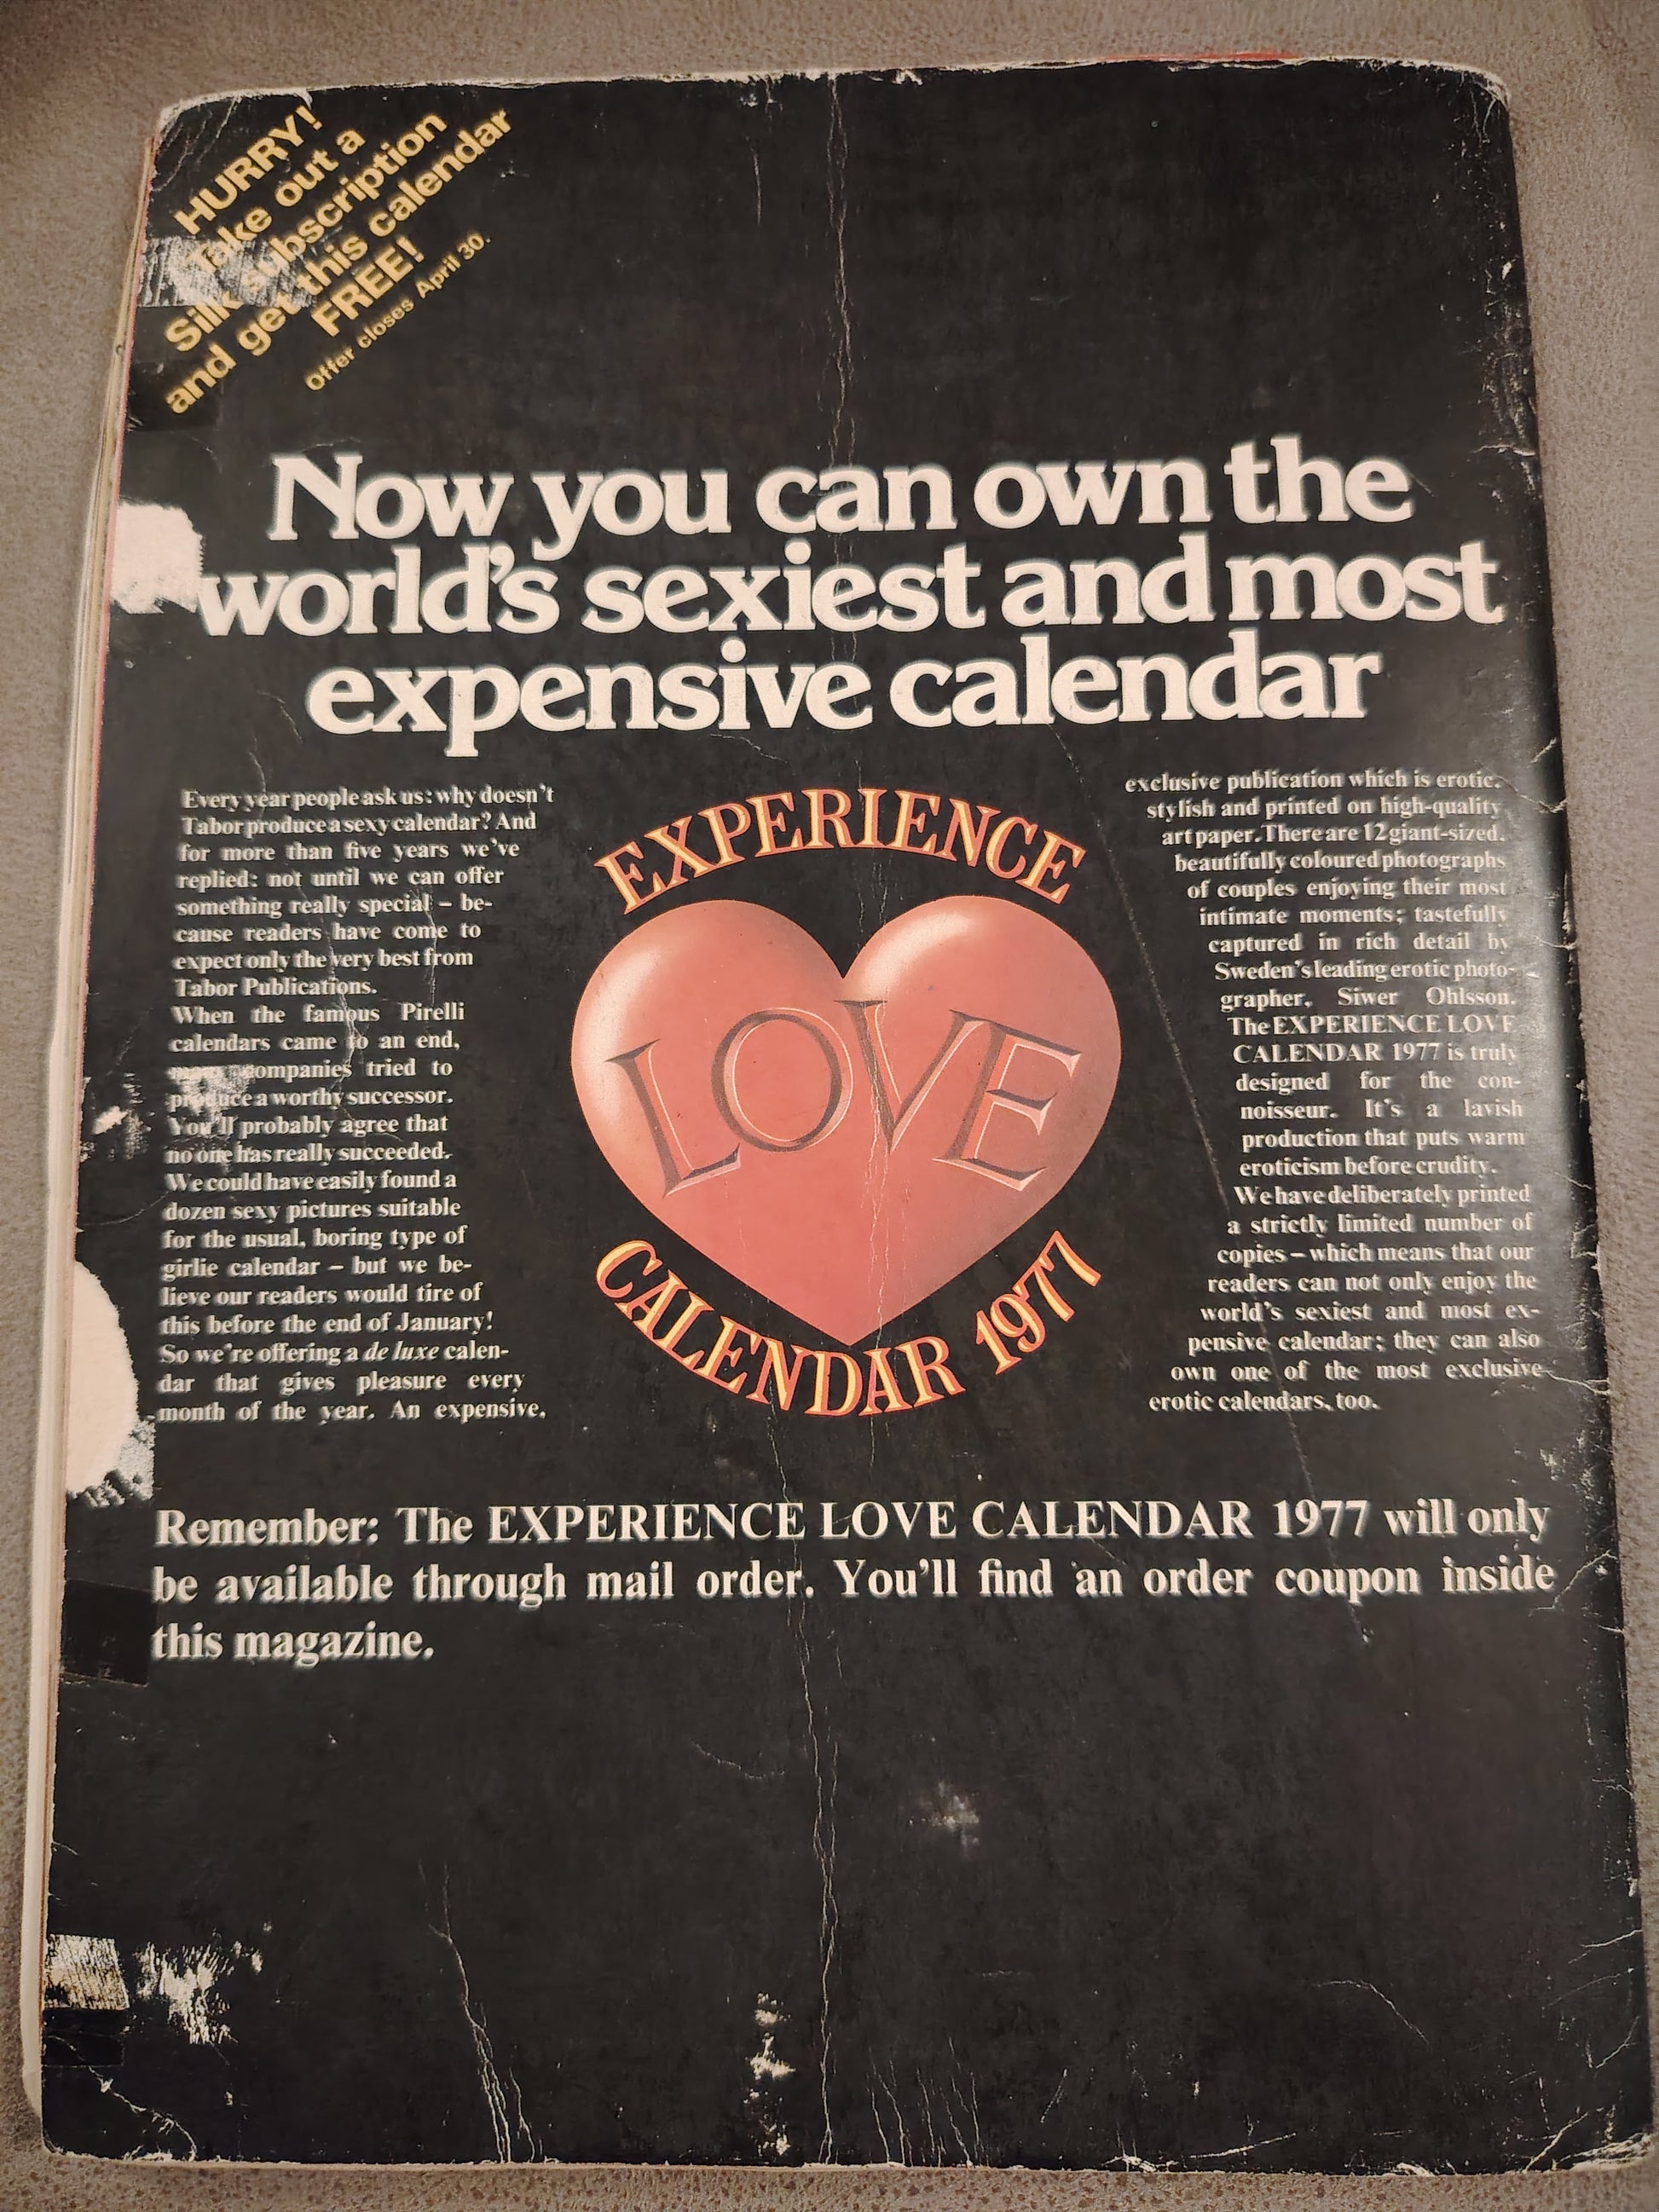 HURRY!
Take out a
Silk subscription
and get this calendar
FREE!
Offer closes April 30.
Now you can own the
world's sexiest and most
expensive calendar
Every year people ask us: why doesn't
Tabor produce a sexy calendar? And
for more than five years we've
replied: not until we can offer
something really special – be-
cause readers have come to
expect only the very best from
Tabor Publications.
When the famous Pirelli
calendars came to an end,
many companies tried to
produce a worthy successor.
You'll probably agree that
no one has really succeeded.
We could have easily found a
dozen sexy pictures suitable
for the usual, boring type of
girlie calendar – but we be-
lieve our readers would tire of
this before the end of January!
So we're offering a de luxe calen-
dar that gives pleasure every
month of the year. An expensive,
EXPERIENCE
LOVE
CALENDAR 1977
exclusive publication which is erotic,
stylish and printed on high-quality
art paper. There are 12 giant-sized,
beautifully coloured photographs
of couples enjoying their most
intimate moments; tastefully
captured in rich detail by
Sweden's leading erotic photo-
grapher, Siwer Ohlsson.
The EXPERIENCE LOVE
CALENDAR 1977 is truly
designed for the con-
noisseur. It's a lavish
production that puts warm
eroticism before crudity.
We have deliberately printed
a strictly limited number of
copies – which means that our
readers can not only enjoy the
world's sexiest and most ex-
pensive calendar; they can also
own one of the most exclusive
erotic calendars, too.
Remember: The EXPERIENCE LOVE CALENDAR 1977 will only
be available through mail order. You'll find an order coupon inside
this magazine.